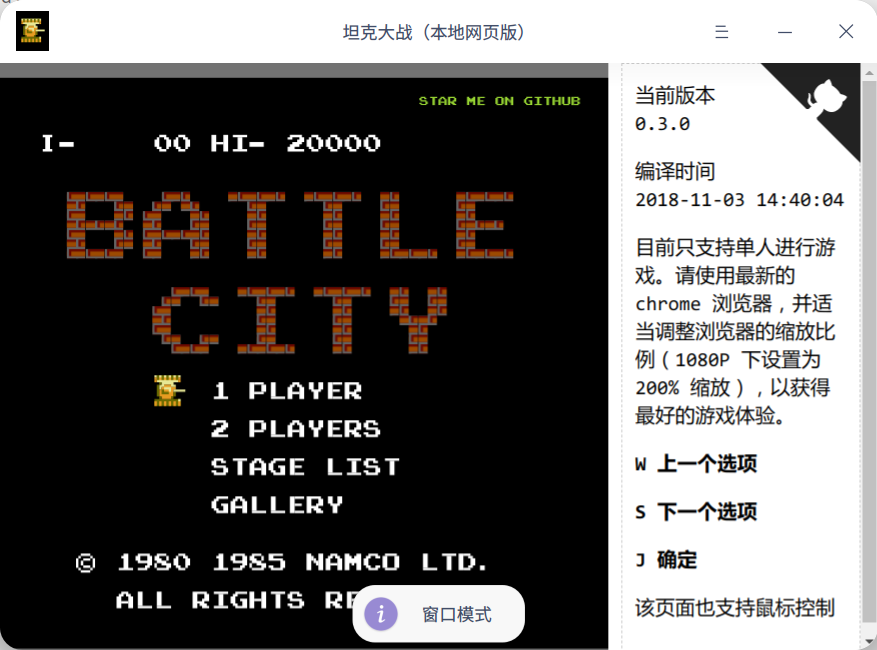 坦克大战（本地网页版）
STAR ME ON GITHUB
I- 00 HI- 20000
BATTLE
CITY
1 PLAYER
2 PLAYERS
STAGE LIST
GALLERY
© 1980 1985 NAMCO LTD.
ALL RIGHTS RE
窗口模式
当前版本
0.3.0
编译时间
2018-11-03 14:40:04
目前只支持单人进行游
戏。请使用最新的
chrome 浏览器，并适
当调整浏览器的缩放比
例（1080P 下设置为
200% 缩放），以获得
最好的游戏体验。
W 上一个选项
S 下一个选项
J 确定
该页面也支持鼠标控制